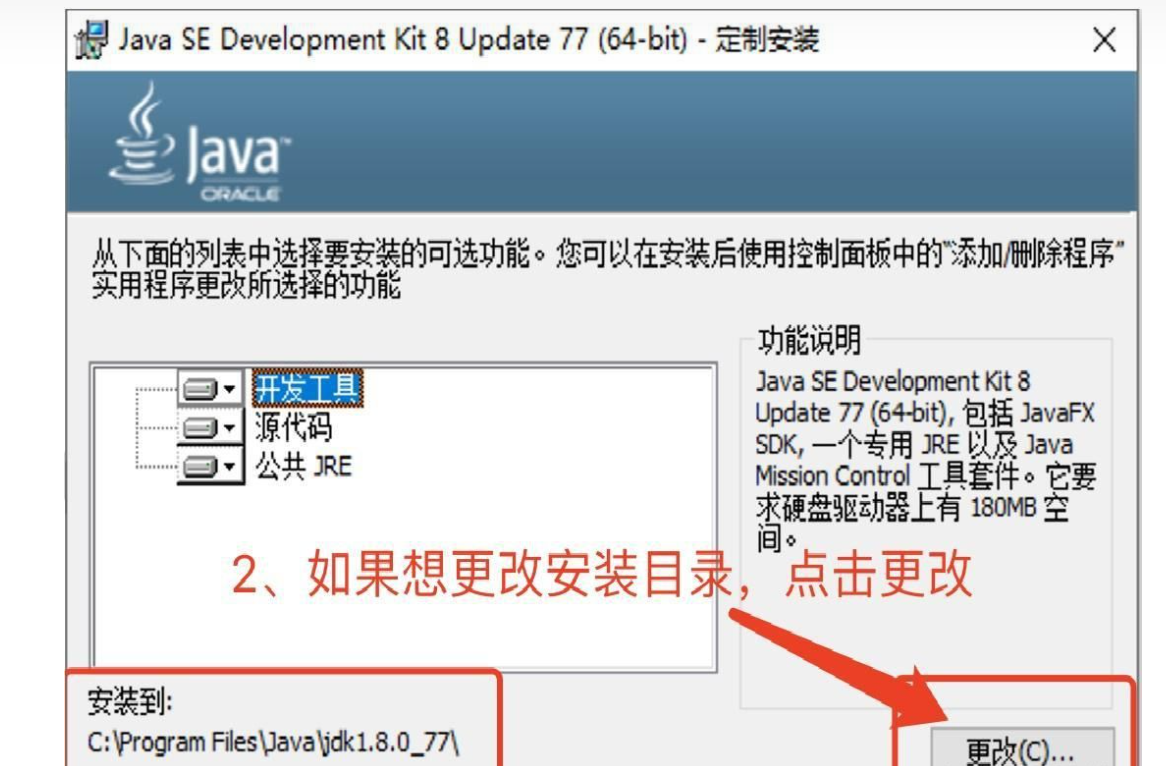 Java SE Development Kit 8 Update 77 (64-bit) - 定制安装
Java™
ORACLE
从下面的列表中选择要安装的可选功能。您可以在安装后使用控制面板中的“添加/删除程序”
实用程序更改所选择的功能
功能说明
开发工具
源代码
公共 JRE
Java SE Development Kit 8
Update 77 (64-bit), 包括 JavaFX
SDK, 一个专用 JRE 以及 Java
Mission Control 工具套件。它要
求硬盘驱动器上有 180MB 空
间。
2、如果想更改安装目录，点击更改
安装到:
C:\Program Files\Java\jdk1.8.0_77\
更改(C)...